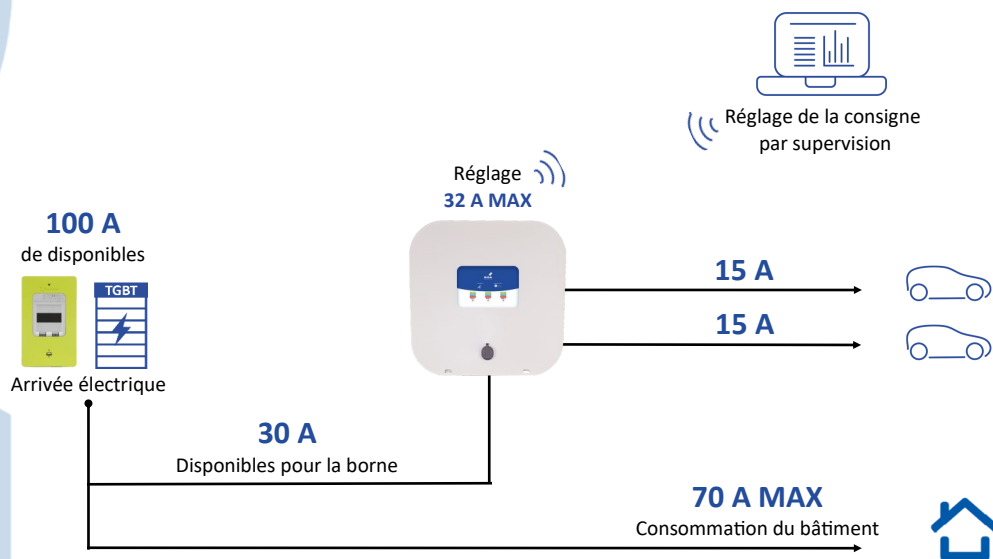 Réglage de la consigne
par supervision
Réglage
32 A MAX
100 A
de disponibles
TGBT
Arrivée électrique
15 A
15 A
30 A
Disponibles pour la borne
70 A MAX
Consommation du bâtiment